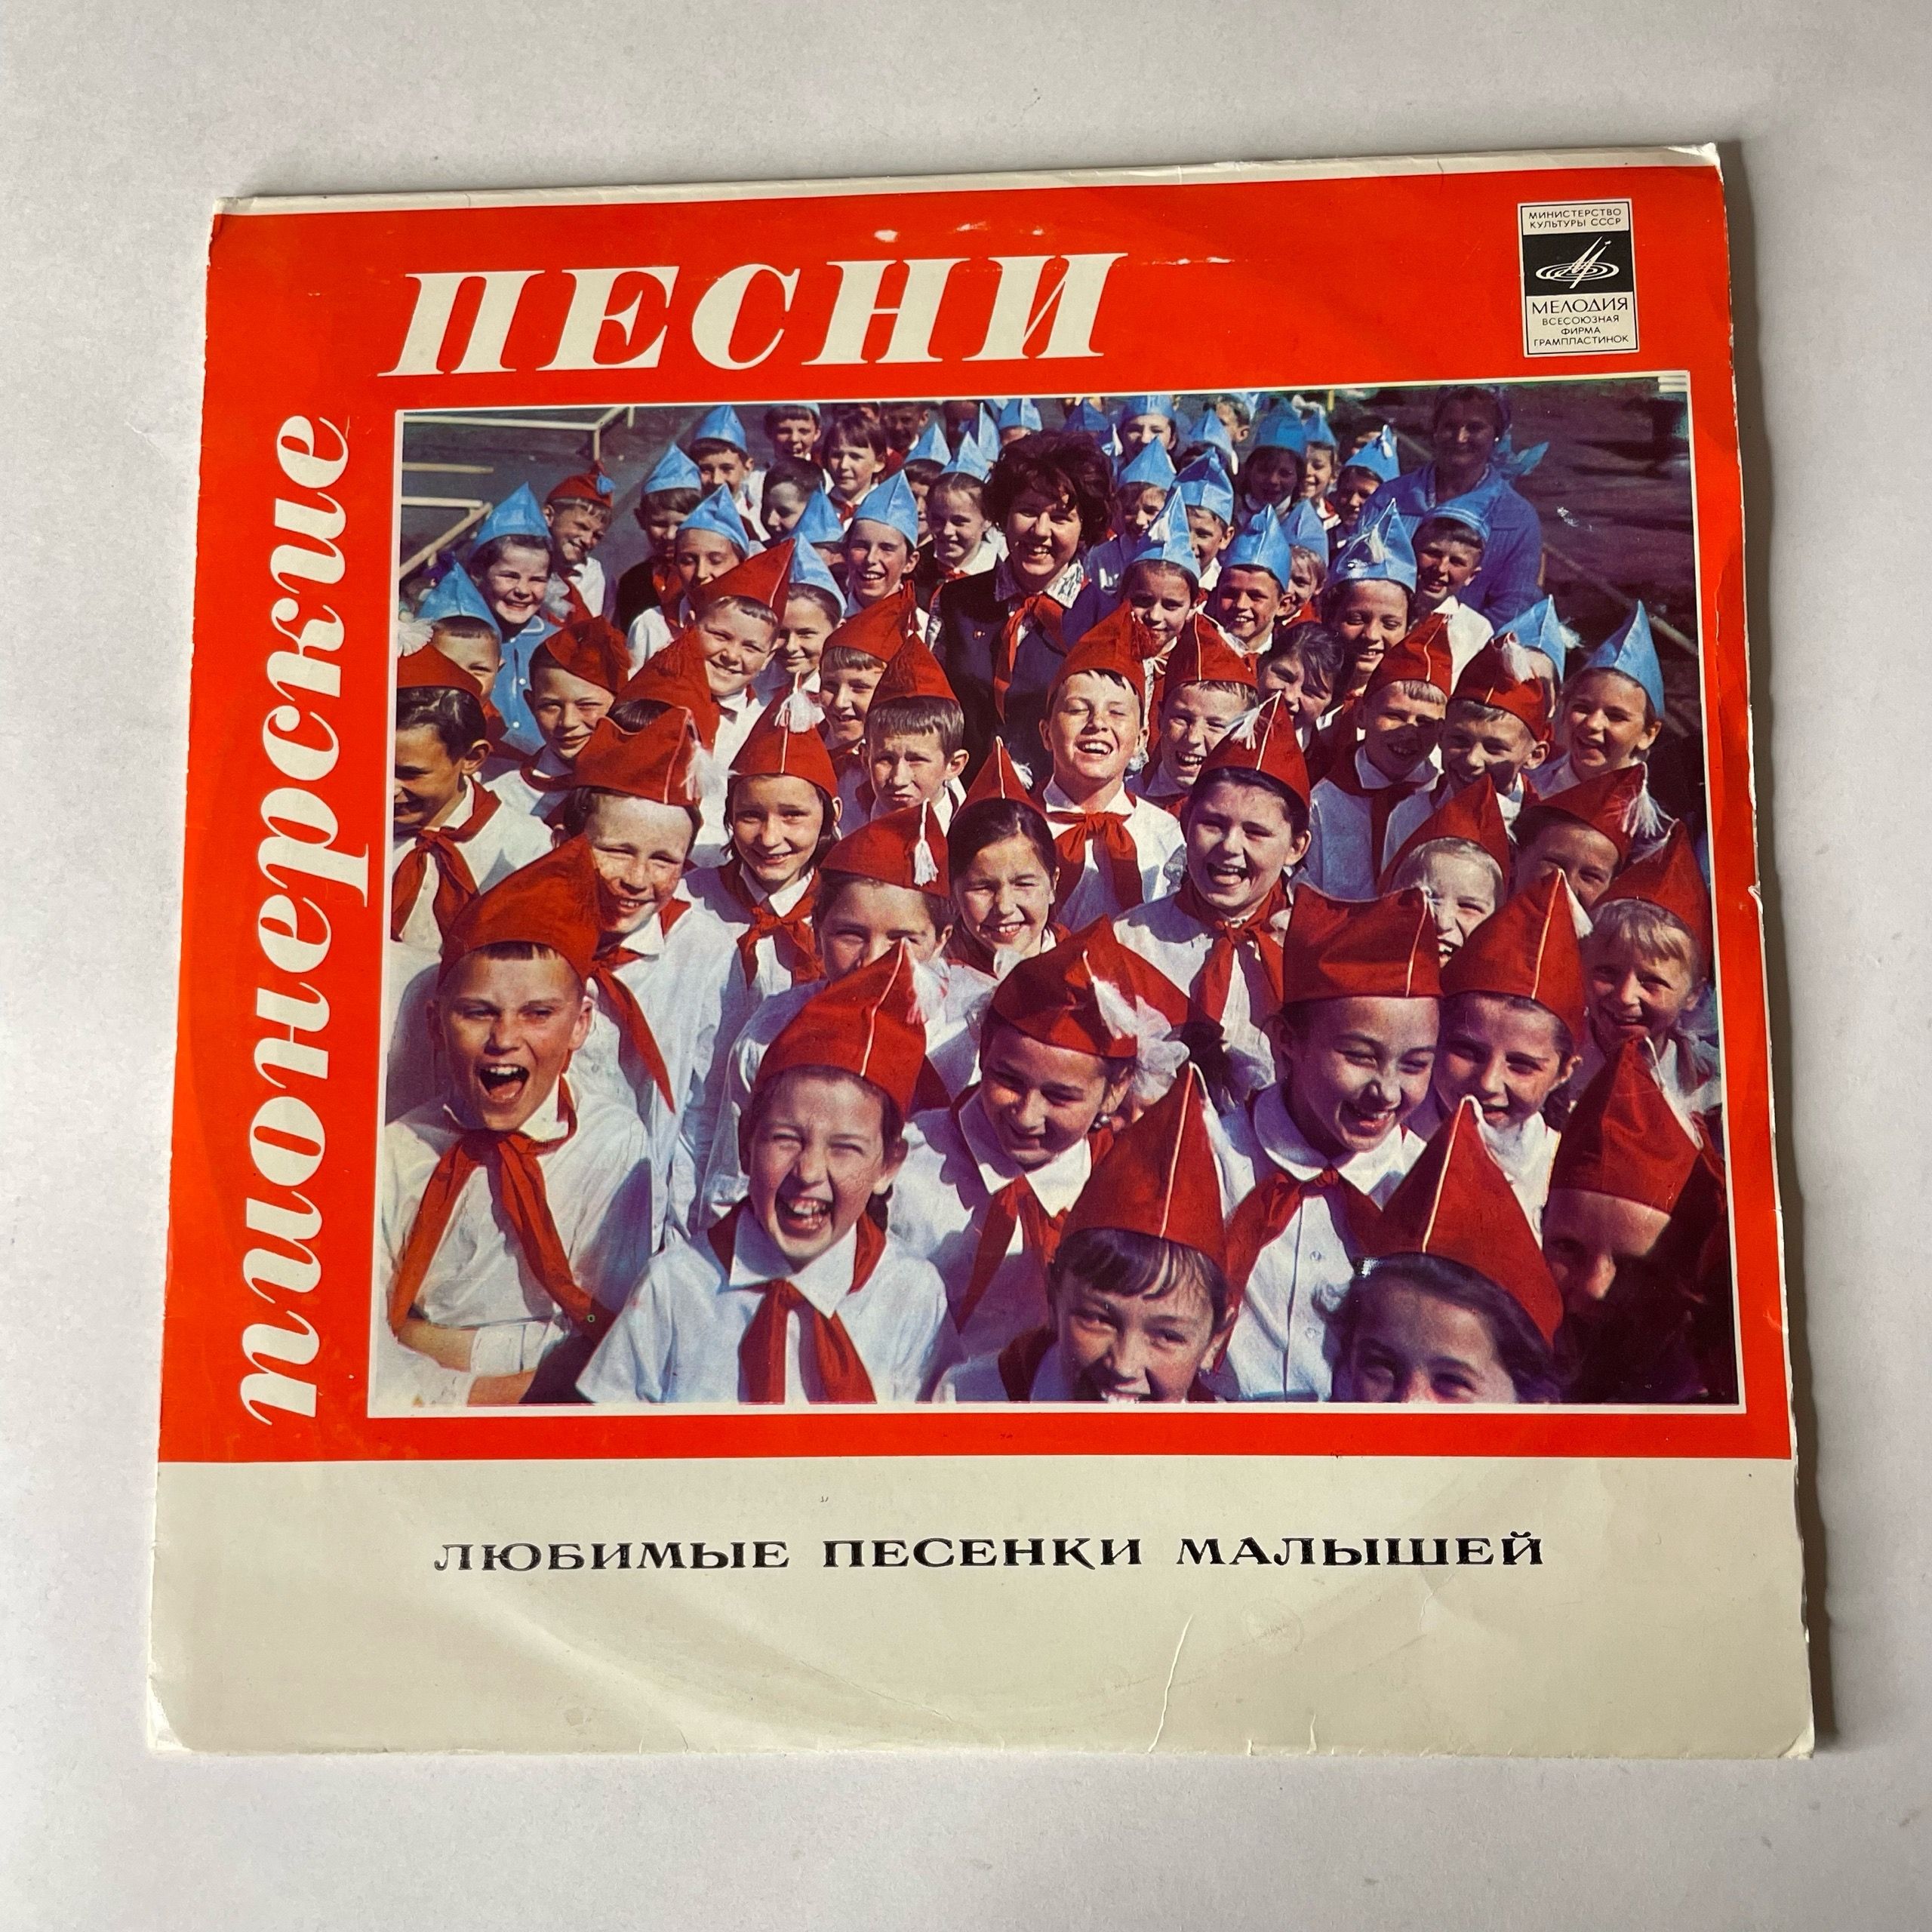 ПЕСНИ
пионерские
МИНИСТЕРСТВО
КУЛЬТУРЫ СССР
МЕЛОДИЯ
ВСЕСОЮЗНАЯ
ФИРМА
ГРАМПЛАСТИНОК
ЛЮБИМЫЕ ПЕСЕНКИ МАЛЫШЕЙ